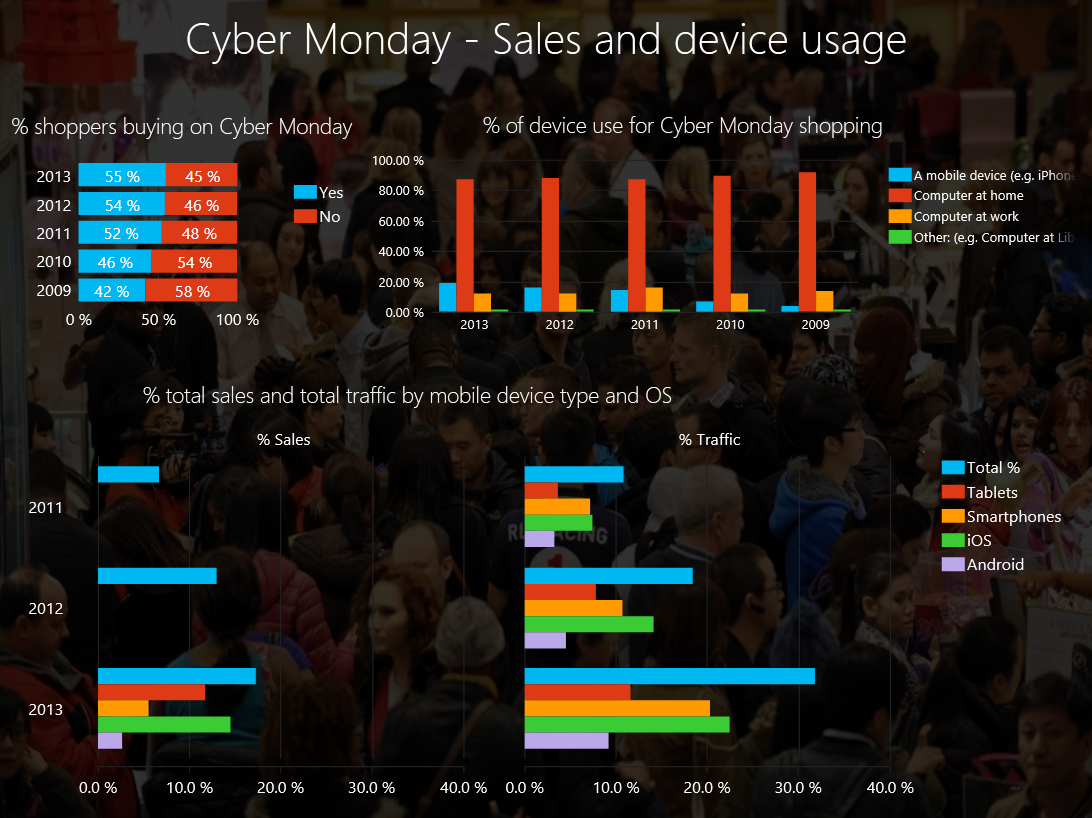 Cyber Monday - Sales and device usage
% shoppers buying on Cyber Monday
2013 55 % 45 %
2012 54 % 46 %
2011 52 % 48 %
2010 46 % 54 %
2009 42 % 58 %
0 % 50 % 100 %
Yes
No
% of device use for Cyber Monday shopping
100.00 %
80.00 %
60.00 %
40.00 %
20.00 %
0.00 %
2013 2012 2011 2010 2009
A mobile device (e.g. iPhone
Computer at home
Computer at work
Other: (e.g. Computer at Lib
% total sales and total traffic by mobile device type and OS
% Sales
% Traffic
2011
2012
2013
0.0 % 10.0 % 20.0 % 30.0 % 40.0 %
0.0 % 10.0 % 20.0 % 30.0 % 40.0 %
Total %
Tablets
Smartphones
iOS
Android